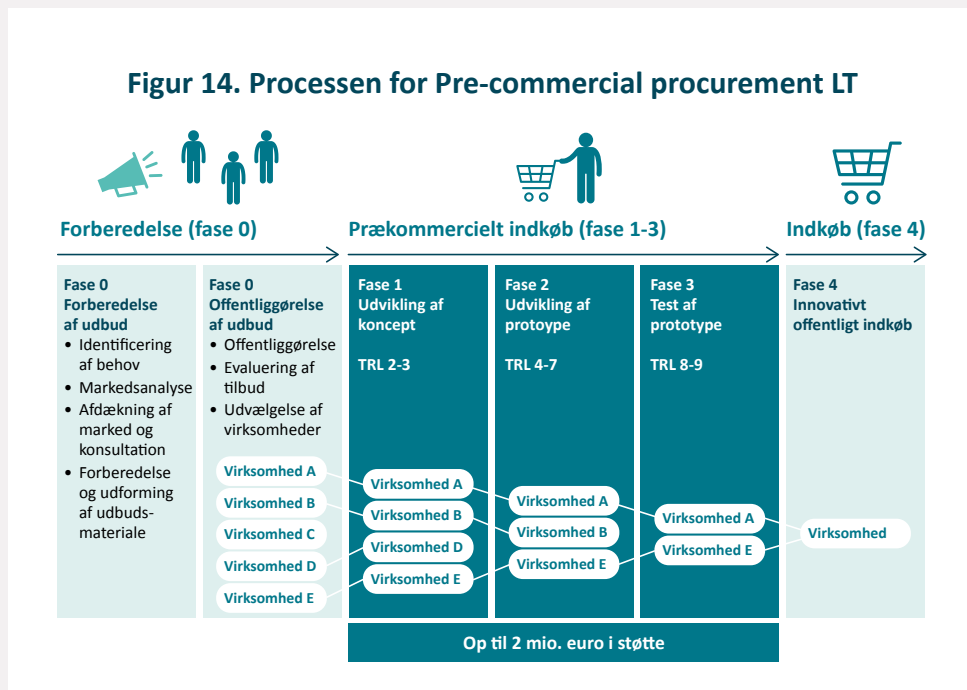 Figur 14. Processen for Pre-commercial procurement LT
Forberedelse (fase 0)
Prækommercielt indkøb (fase 1-3)
Indkøb (fase 4)
Fase 0
Forberedelse
af udbud
• Identificering
af behov
• Markedsanalyse
• Afdækning af
marked og
konsultation
• Forberedelse
og udforming
af udbuds-
materiale
Fase 0
Offentliggørelse
af udbud
• Offentliggørelse
• Evaluering af
tilbud
• Udvælgelse af
virksomheder
Virksomhed A
Virksomhed B
Virksomhed C
Virksomhed D
Virksomhed E
Fase 1
Udvikling af
koncept
TRL 2-3
Virksomhed A
Virksomhed B
Virksomhed D
Virksomhed E
Fase 2
Udvikling af
protoype
TRL 4-7
Virksomhed A
Virksomhed B
Virksomhed E
Fase 3
Test af
prototype
TRL 8-9
Virksomhed A
Virksomhed E
Fase 4
Innovativt
offentligt indkøb
Virksomhed
Op til 2 mio. euro i støtte